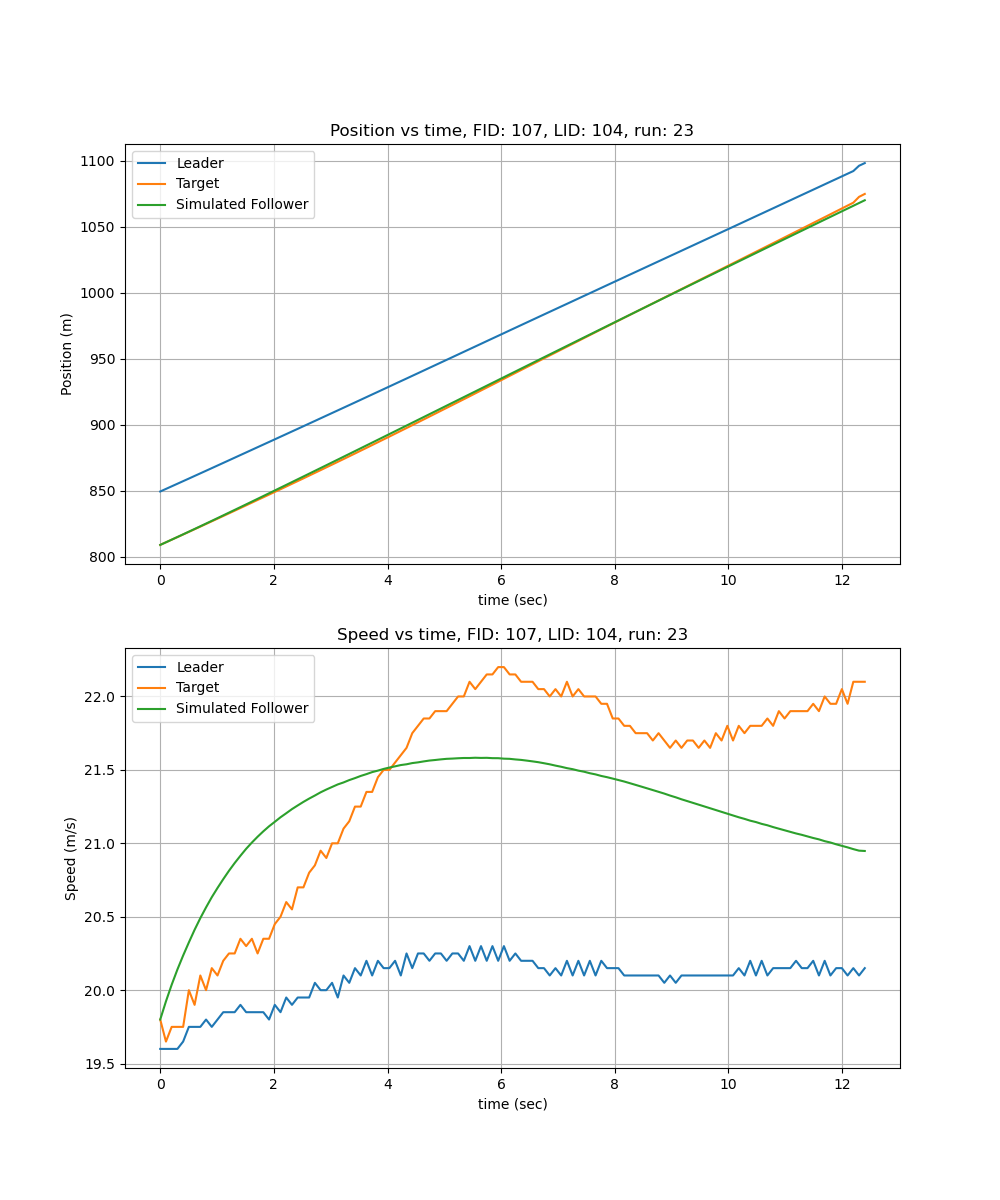 Position vs time, FID: 107, LID: 104, run: 23
Leader
Target
Simulated Follower
1100
1050
1000
950
900
850
800
Position (m)
0 2 4 6 8 10 12
time (sec)
Speed vs time, FID: 107, LID: 104, run: 23
Leader
Target
Simulated Follower
22.0
21.5
21.0
20.5
20.0
19.5
Speed (m/s)
0 2 4 6 8 10 12
time (sec)